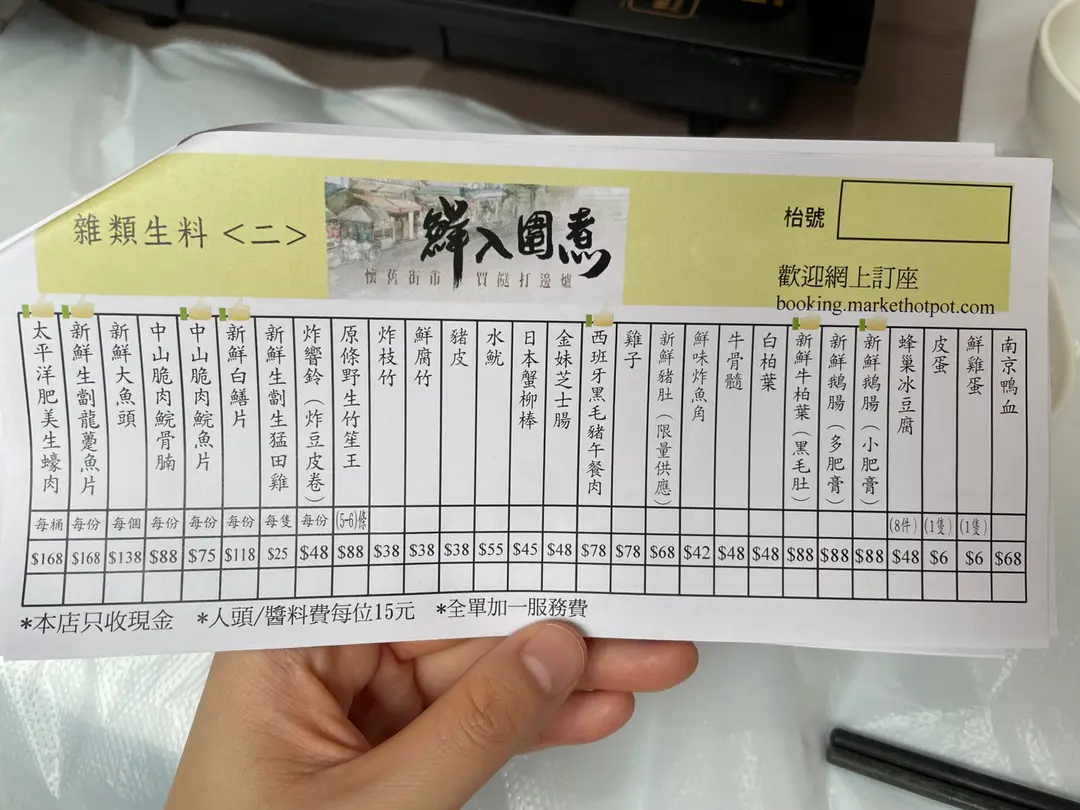 雜類生料<二>
鮮入圍煮
懷舊街市 買餸打邊爐
枱號
歡迎網上訂座
booking.markethotpot.com
太平洋肥美生蠔肉 每桶 $168
新鮮生劏龍躉魚片 每份 $168
新鮮大魚頭 每個 $138
中山脆肉鯇骨腩 每份 $88
中山脆肉鯇魚片 每份 $75
新鮮白鱔片 每份 $118
新鮮生劏生猛田雞 每隻 $25
炸響鈴（炸豆皮卷） 每份 $48
原條野生竹笙王 (5-6)條 $88
炸枝竹 $38
鮮腐竹 $38
豬皮 $38
水魷 $55
日本蟹柳棒 $45
金妹芝士腸 $48
西班牙黑毛豬午餐肉 $78
雞子 $78
新鮮豬肚（限量供應） $68
鮮味炸魚角 $42
牛骨髓 $48
白柏葉 $48
新鮮牛柏葉（黑毛肚） $88
新鮮鵝腸（多肥膏） $88
新鮮鵝腸（小肥膏） $88
蜂巢冰豆腐 (8件) $48
皮蛋 (1隻) $6
鮮雞蛋 (1隻) $6
南京鴨血 $68
*本店只收現金 *人頭/醬料費每位15元 *全單加一服務費